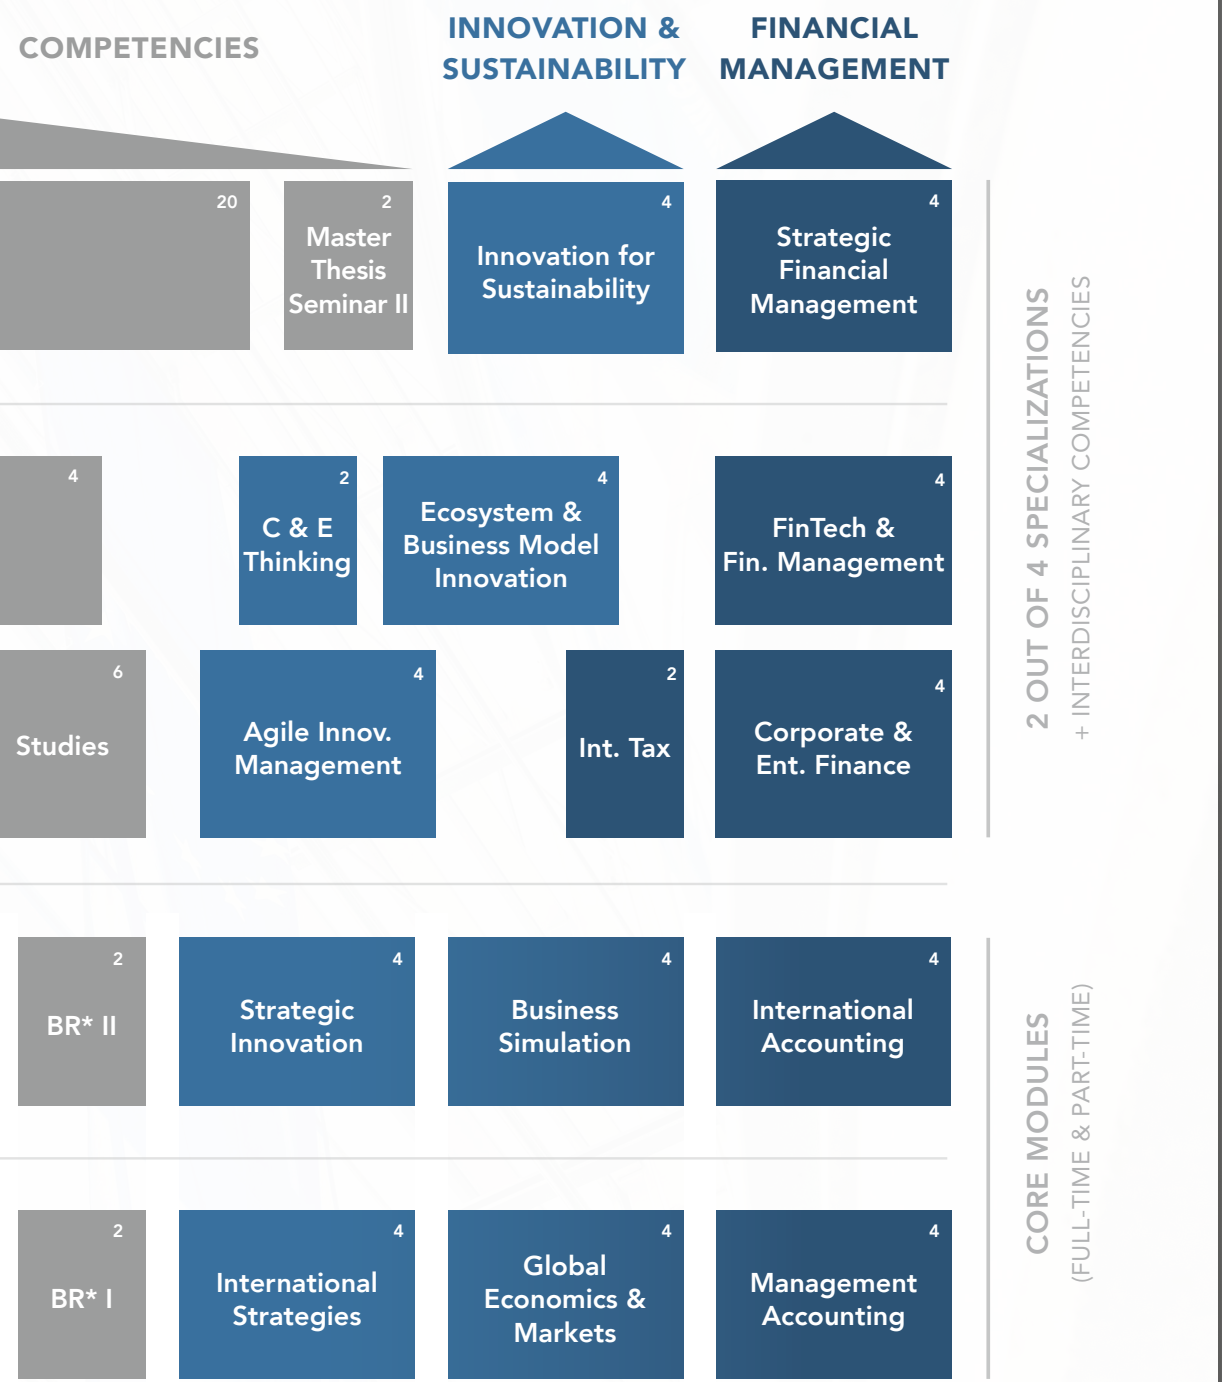 COMPETENCIES
INNOVATION &
SUSTAINABILITY
FINANCIAL
MANAGEMENT
20
2
Master
Thesis
Seminar II
4
Innovation for
Sustainability
4
Strategic
Financial
Management
4
2
C & E
Thinking
4
Ecosystem &
Business Model
Innovation
4
FinTech &
Fin. Management
6
Studies
4
Agile Innov.
Management
2
Int. Tax
4
Corporate &
Ent. Finance
2 OUT OF 4 SPECIALIZATIONS
+ INTERDISCIPLINARY COMPETENCIES
2
BR* II
4
Strategic
Innovation
4
Business
Simulation
4
International
Accounting
2
BR* I
4
International
Strategies
4
Global
Economics &
Markets
4
Management
Accounting
CORE MODULES
(FULL-TIME & PART-TIME)